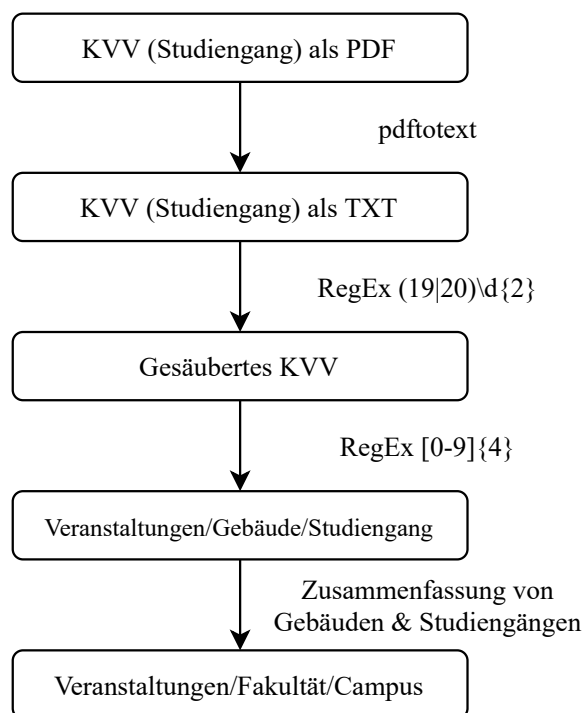 KVV (Studiengang) als PDF
pdftotext
KVV (Studiengang) als TXT
RegEx (19|20)\d{2}
Gesäubertes KVV
RegEx [0-9]{4}
Veranstaltungen/Gebäude/Studiengang
Zusammenfassung von
Gebäuden & Studiengängen
Veranstaltungen/Fakultät/Campus